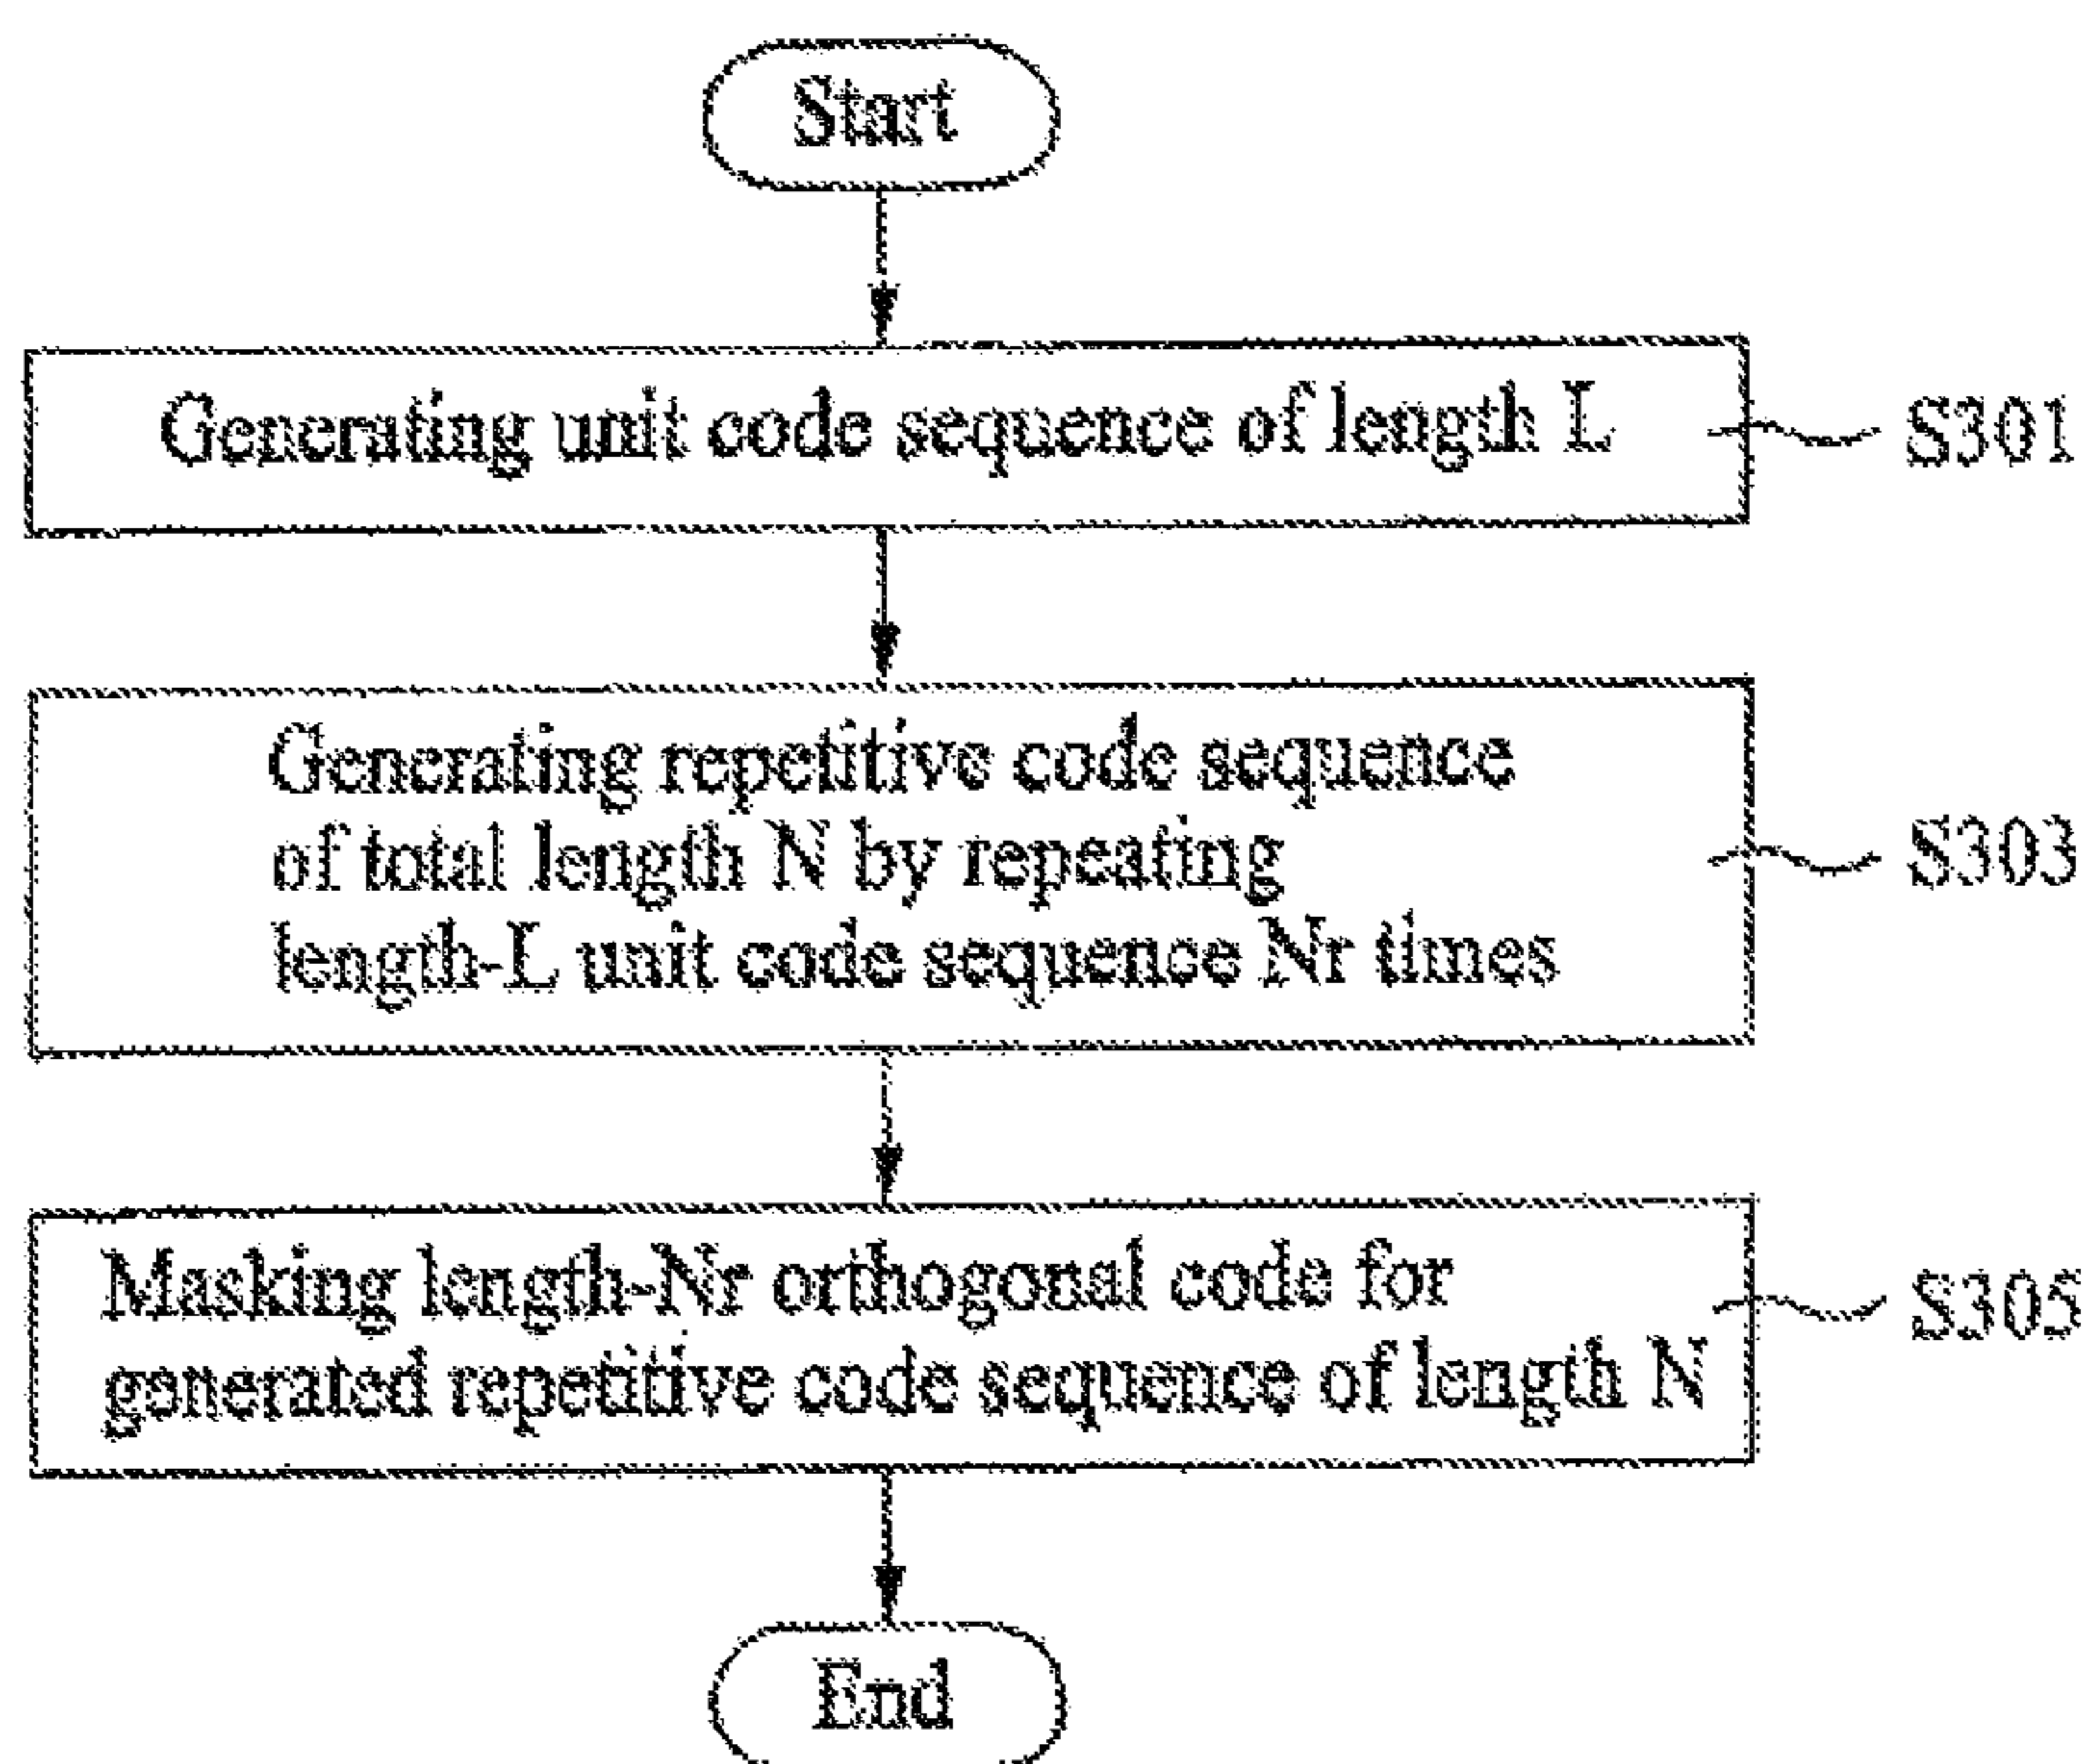 Start
Generating unit code sequence of length L
S301
Generating repetitive code sequence
of total length N by repeating
length-L unit code sequence Nr times
S303
Masking length-Nr orthogonal code for
generated repetitive code sequence of length N
S305
End